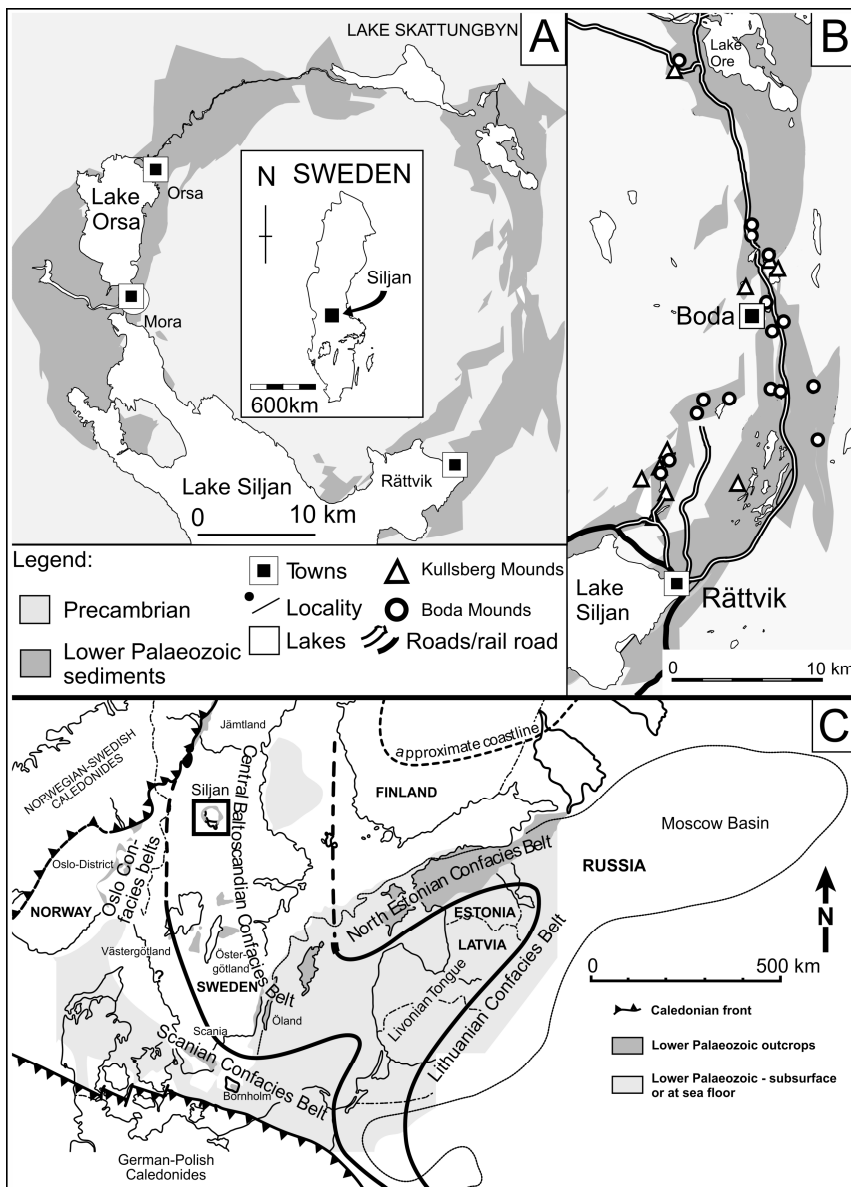 LAKE SKATTUNGBYN
A
Orsa
Lake
Orsa
Mora
N
SWEDEN
Siljan
600km
Rättvik
Lake Siljan
0 10 km
B
Lake
Ore
Boda
Lake
Siljan
Rättvik
0 10 km
Legend:
Precambrian
Lower Palaeozoic
sediments
Towns
Locality
Lakes
Kullsberg Mounds
Boda Mounds
Roads/rail road
C
NORWEGIAN-SWEDISH
CALEDONIDES
Jämtland
Siljan
Central Baltoscandian Confacies Belt
approximate coastline
FINLAND
Moscow Basin
RUSSIA
Oslo-District
Oslo Con-
facies belts
NORWAY
North Estonian Confacies Belt
ESTONIA
LATVIA
Västergötland
Öster-
götland
SWEDEN
Livonian Tongue
Lithuanian Confacies Belt
Öland
?
Scania
Scanian Confacies Belt
Bornholm
German-Polish
Caledonides
N
0 500 km
Caledonian front
Lower Palaeozoic outcrops
Lower Palaeozoic - subsurface
or at sea floor